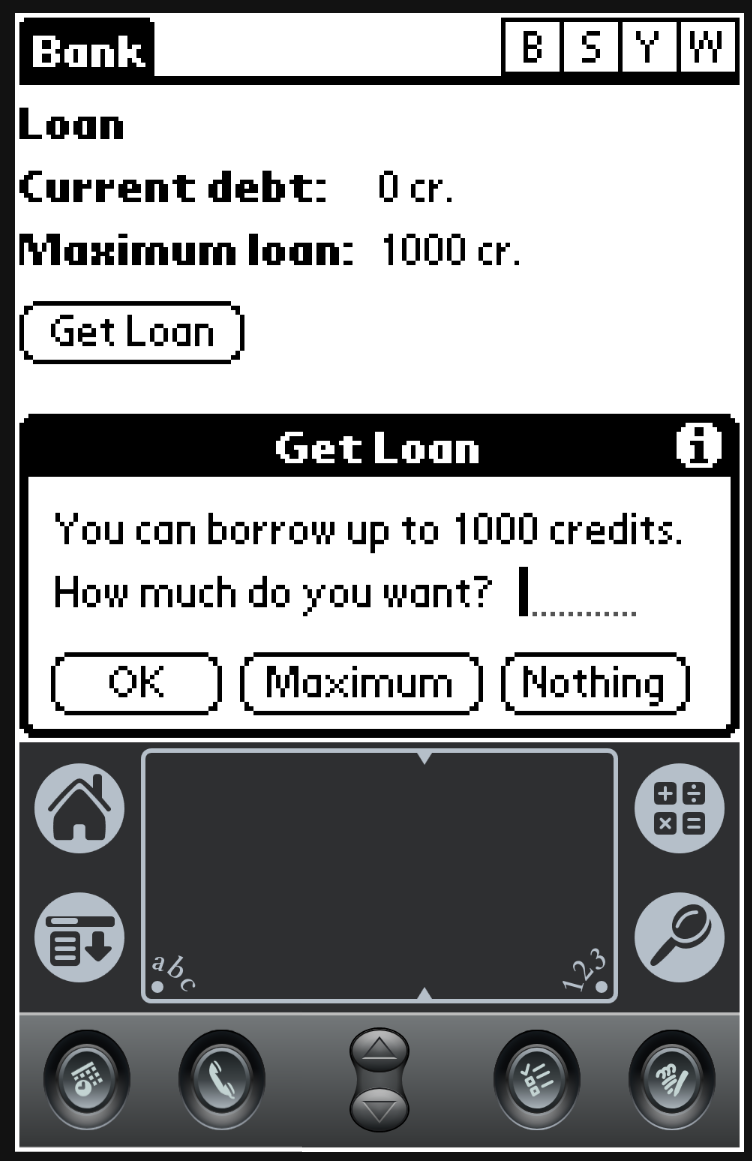 Bank B S Y W
Loan
Current debt: 0 cr.
Maximum loan: 1000 cr.
Get Loan
Get Loan i
You can borrow up to 1000 credits.
How much do you want?
OK Maximum Nothing
+ ÷
× =
abc 123